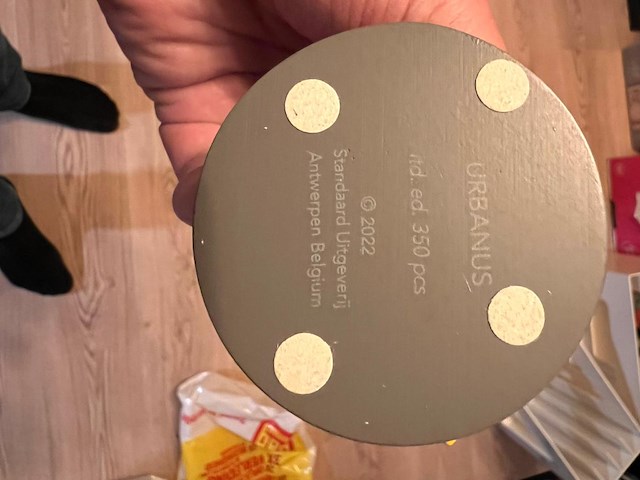 URBANUS
ltd. ed. 350 pcs
© 2022
Standaard Uitgeverij
Antwerpen Belgium